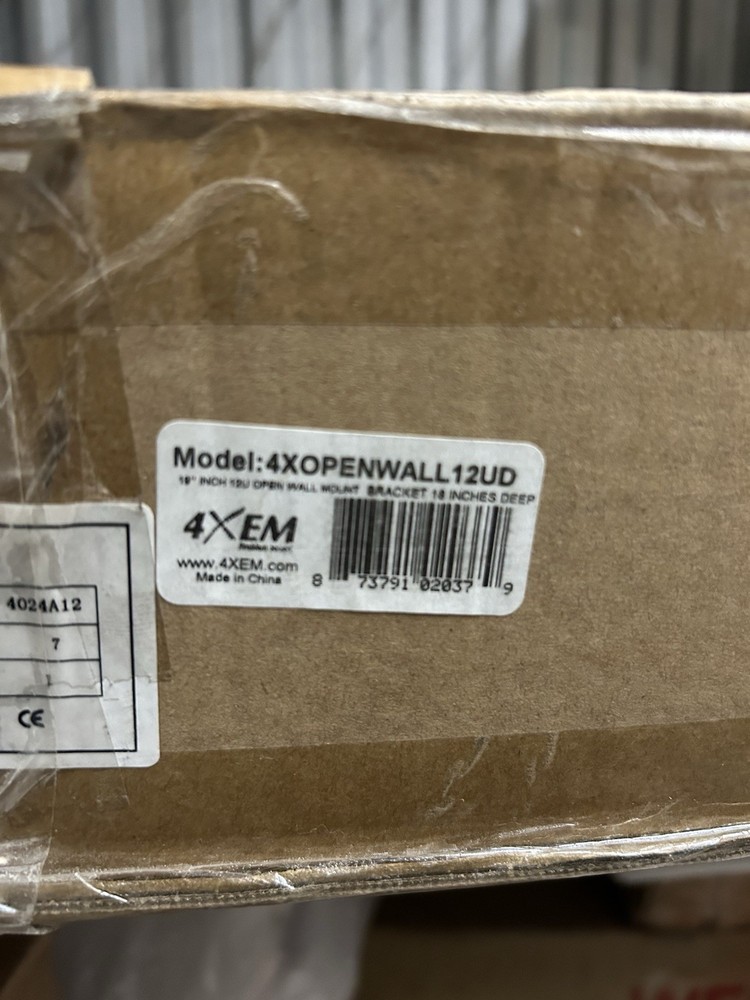 Model:4XOPENWALL12UD
19" INCH 12U OPEN WALL MOUNT BRACKET 18 INCHES DEEP
4XEM
www.4XEM.com
Made in China
8 73791 02037 9
4024A12
7
1
CE